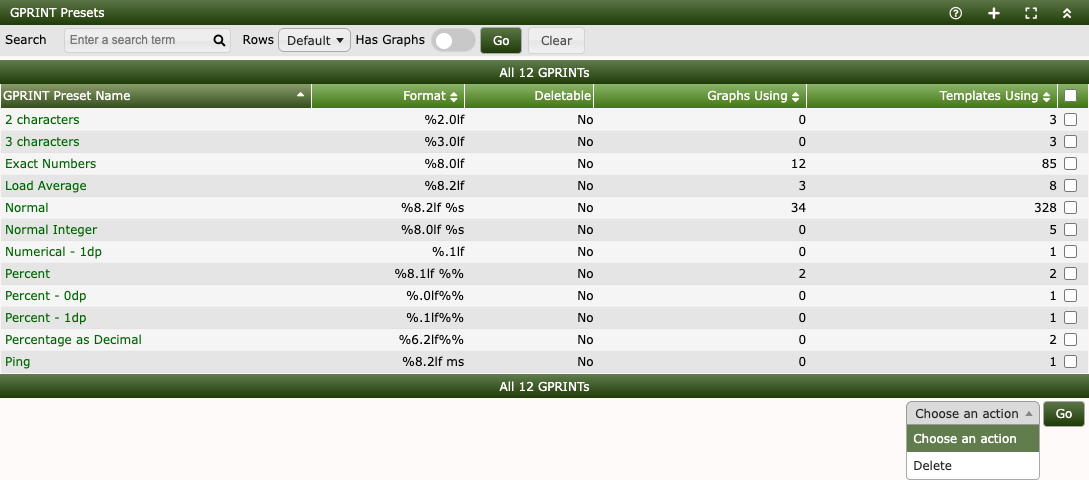 GPRINT Presets
Search Enter a search term Rows Default Has Graphs Go Clear
All 12 GPRINTs
GPRINT Preset Name Format Deletable Graphs Using Templates Using
2 characters %2.0lf No 0 3
3 characters %3.0lf No 0 3
Exact Numbers %8.0lf No 12 85
Load Average %8.2lf No 3 8
Normal %8.2lf %s No 34 328
Normal Integer %8.0lf %s No 0 5
Numerical - 1dp %.1lf No 0 1
Percent %8.1lf %% No 2 2
Percent - 0dp %.0lf%% No 0 1
Percent - 1dp %.1lf%% No 0 1
Percentage as Decimal %6.2lf%% No 0 2
Ping %8.2lf ms No 0 1
All 12 GPRINTs
Choose an action Go
Choose an action
Delete